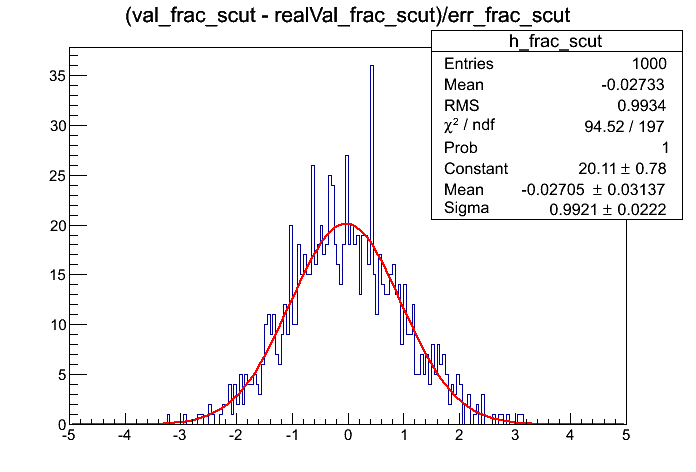 (val_frac_scut - realVal_frac_scut)/err_frac_scut
h_frac_scut
Entries 1000
Mean -0.02733
RMS 0.9934
χ² / ndf 94.52 / 197
Prob 1
Constant 20.11 ± 0.78
Mean -0.02705 ± 0.03137
Sigma 0.9921 ± 0.0222
35
30
25
20
15
10
5
0
-5 -4 -3 -2 -1 0 1 2 3 4 5